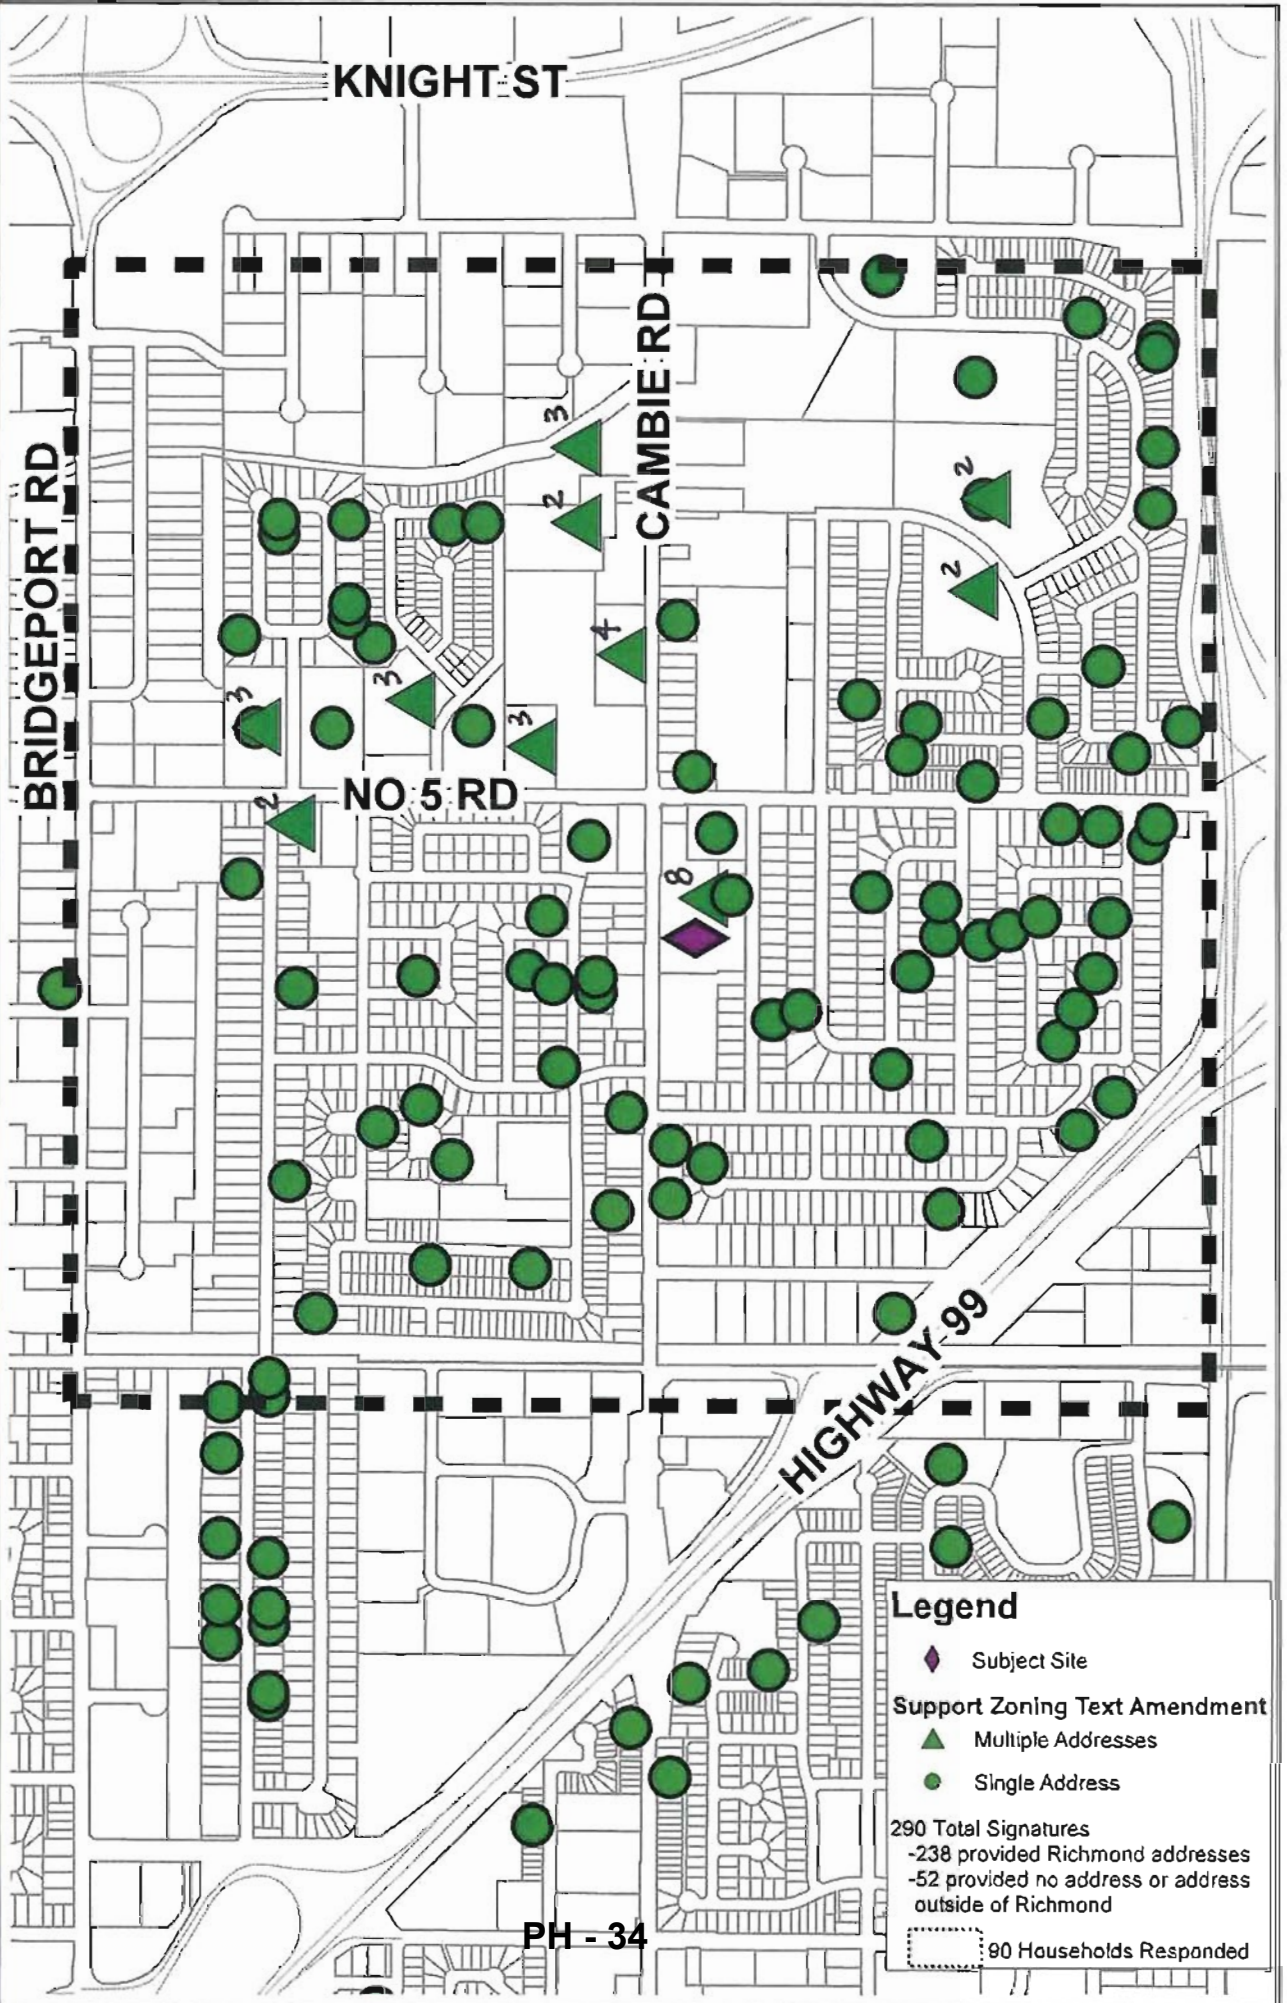 KNIGHT ST
CAMBIE RD
BRIDGEPORT RD
3
2
2
2
4
3
3
3
NO 5 RD
2
8
HIGHWAY 99
Legend
Subject Site
Support Zoning Text Amendment
Multiple Addresses
Single Address
290 Total Signatures
-238 provided Richmond addresses
-52 provided no address or address
outside of Richmond
90 Households Responded
PH - 34